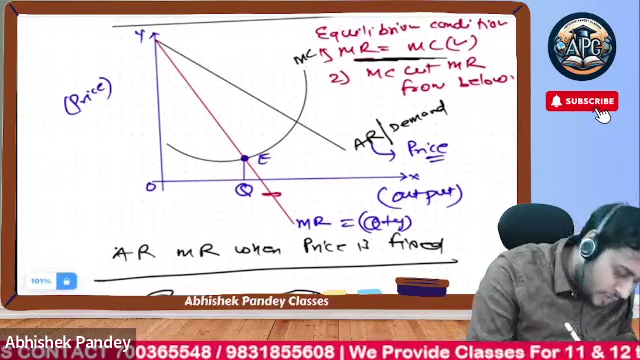 Equilibrium condition
1) MR = MC (✓)
2) MC cut MR
from below.
Y
(Price)
MC
AR/Demand
Price
E
O
Q
X
(output)
MR = (Q+y)
AR MR when Price is fixed
101%
APG
SUBSCRIBE
Abhishek Pandey Classes
Abhishek Pandey
S CONTACT 700365548 / 9831855608 | We Provide Classes For 11 & 12